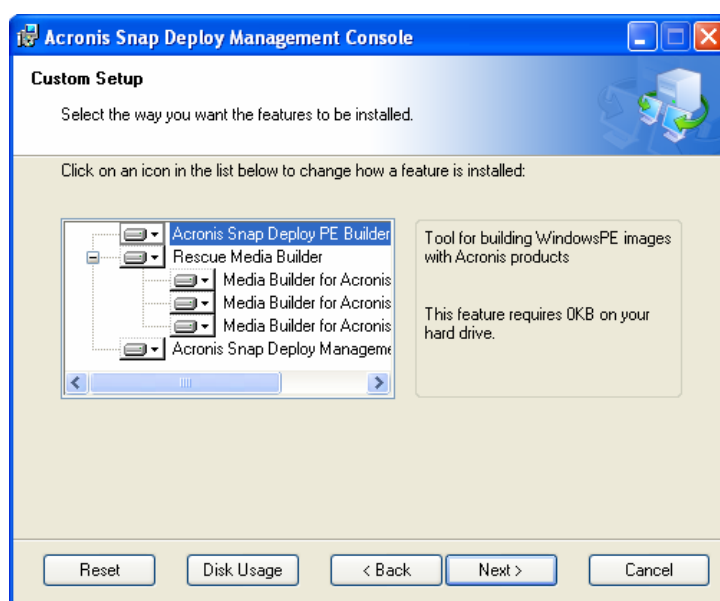 Acronis Snap Deploy Management Console
Custom Setup
Select the way you want the features to be installed.
Click on an icon in the list below to change how a feature is installed:
Acronis Snap Deploy PE Builder
Rescue Media Builder
Media Builder for Acronis
Media Builder for Acronis
Media Builder for Acronis
Acronis Snap Deploy Manageme
Tool for building WindowsPE images
with Acronis products
This feature requires 0KB on your
hard drive.
Reset
Disk Usage
< Back
Next >
Cancel